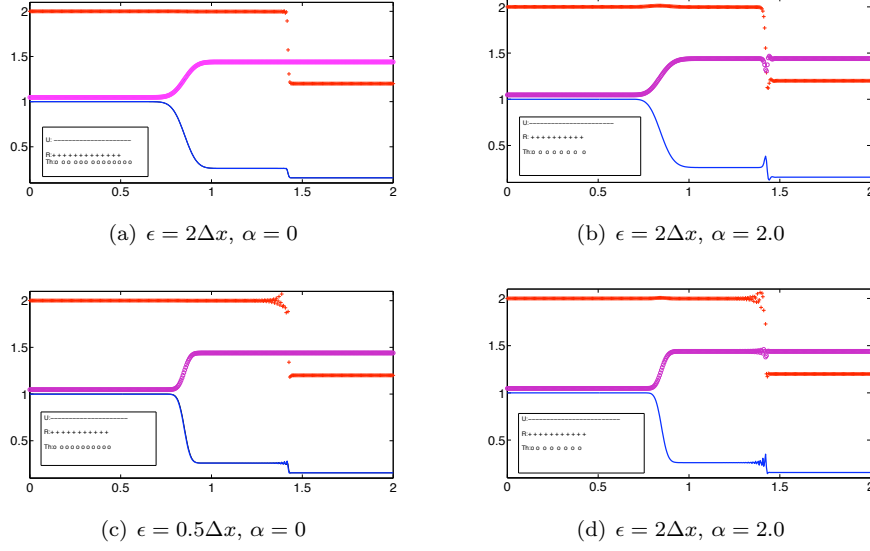 2
1.5
1
0.5
U:
R:+ + + + + + + + + + + + +
Th:o o o o o o o o o o o o o o o o
0 0.5 1 1.5 2
(a) ϵ = 2Δx, α = 0
2
1.5
1
0.5
U:
R: + + + + + + + + + +
Th:o o o o o o o o
0 0.5 1 1.5 2
(b) ϵ = 2Δx, α = 2.0
2
1.5
1
0.5
U:
R:+ + + + + + + + + + +
Th:o o o o o o o o o o o
0 0.5 1 1.5 2
(c) ϵ = 0.5Δx, α = 0
2
1.5
1
0.5
U:
R:+ + + + + + + + + + +
Th:o o o o o o o o
0 0.5 1 1.5 2
(d) ϵ = 2Δx, α = 2.0